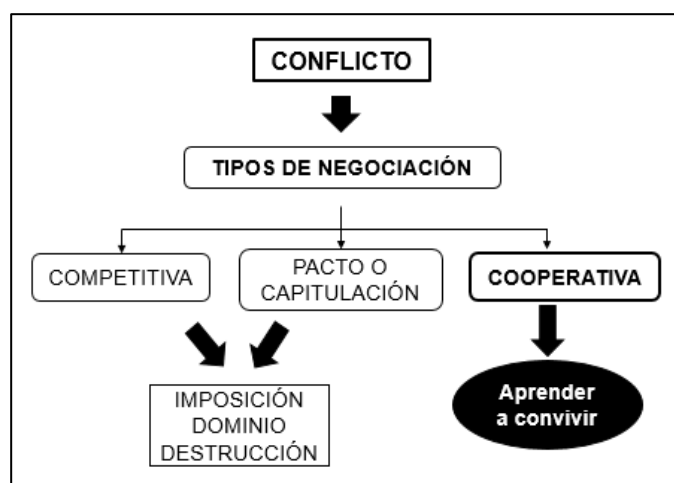 CONFLICTO
TIPOS DE NEGOCIACIÓN
COMPETITIVA
PACTO O
CAPITULACIÓN
COOPERATIVA
IMPOSICIÓN
DOMINIO
DESTRUCCIÓN
Aprender
a convivir